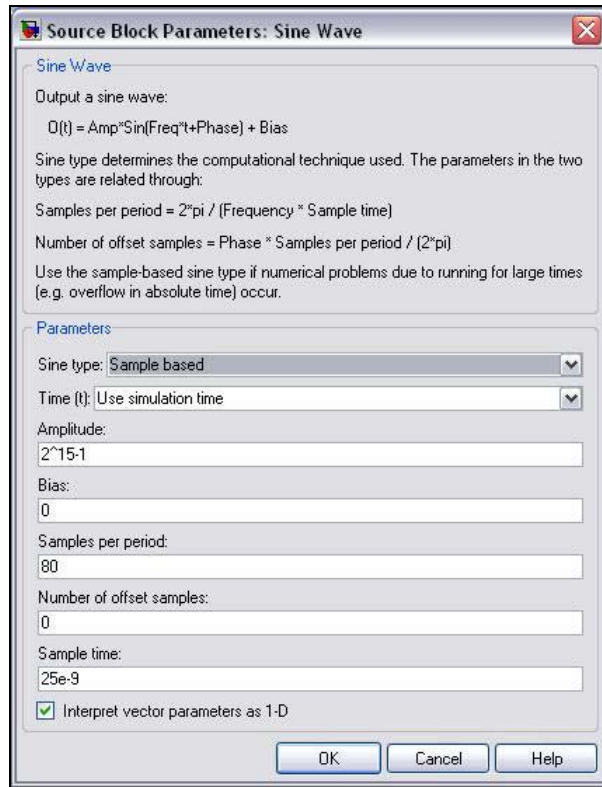 Source Block Parameters: Sine Wave
Sine Wave
Output a sine wave:
O(t) = Amp*Sin(Freq*t+Phase) + Bias
Sine type determines the computational technique used. The parameters in the two
types are related through:
Samples per period = 2*pi / (Frequency * Sample time)
Number of offset samples = Phase * Samples per period / (2*pi)
Use the sample-based sine type if numerical problems due to running for large times
(e.g. overflow in absolute time) occur.
Parameters
Sine type: Sample based
Time (t): Use simulation time
Amplitude:
2^15-1
Bias:
0
Samples per period:
80
Number of offset samples:
0
Sample time:
25e-9
Interpret vector parameters as 1-D
OK Cancel Help